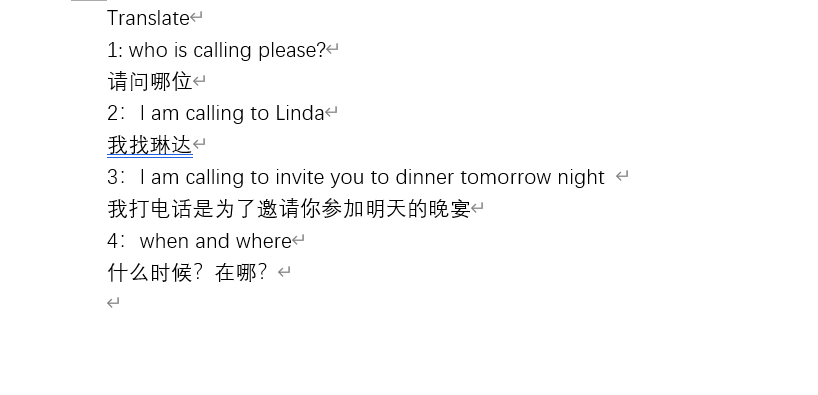 Translate
1: who is calling please?
请问哪位
2：I am calling to Linda
我找琳达
3：I am calling to invite you to dinner tomorrow night
我打电话是为了邀请你参加明天的晚宴
4：when and where
什么时候？在哪？